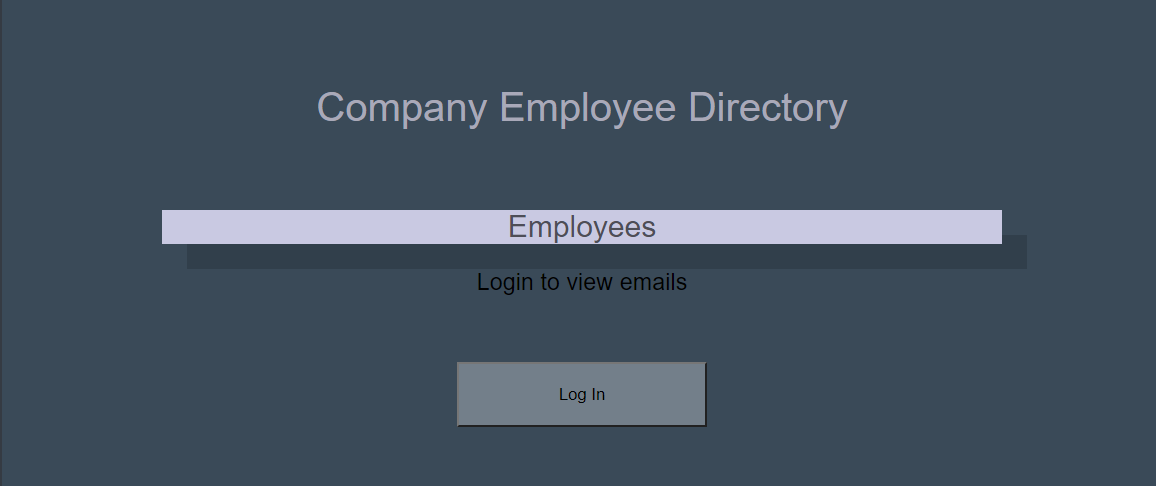 Company Employee Directory
Employees
Login to view emails
Log In